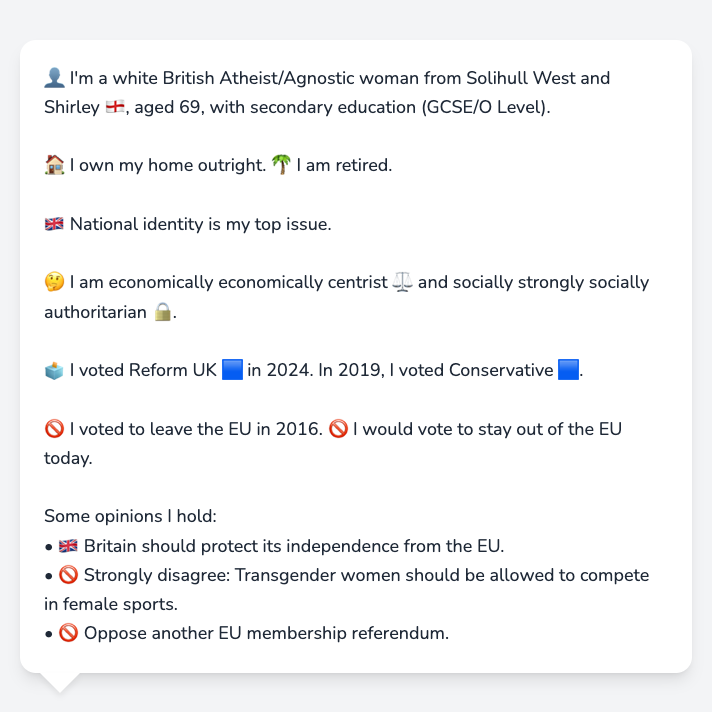 👤 I'm a white British Atheist/Agnostic woman from Solihull West and
Shirley 🏴󠁧󠁢󠁥󠁮󠁧󠁿, aged 69, with secondary education (GCSE/O Level).
🏠 I own my home outright. 🌴 I am retired.
🇬🇧 National identity is my top issue.
🤔 I am economically economically centrist ⚖️ and socially strongly socially
authoritarian 🔒.
🗳️ I voted Reform UK 🟦 in 2024. In 2019, I voted Conservative 🟦.
🚫 I voted to leave the EU in 2016. 🚫 I would vote to stay out of the EU
today.
Some opinions I hold:
• 🇬🇧 Britain should protect its independence from the EU.
• 🚫 Strongly disagree: Transgender women should be allowed to compete
in female sports.
• 🚫 Oppose another EU membership referendum.